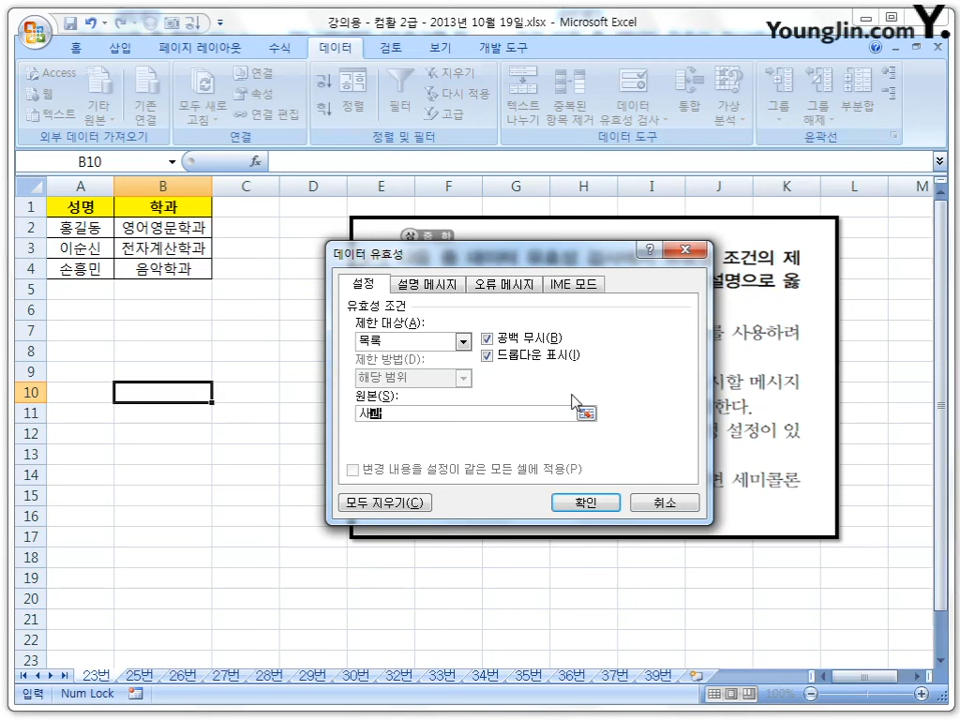 강의용 - 컴활 2급 - 2013년 10월 19일.xlsx - Microsoft Excel
YoungJin.com Y.
홈 삽입 페이지 레이아웃 수식 데이터 검토 보기 개발 도구
Access
웹
텍스트
기타 원본
기존 연결
외부 데이터 가져오기
모두 새로 고침
연결
속성
연결 편집
연결
정렬
필터
지우기
다시 적용
고급
정렬 및 필터
텍스트 나누기
중복된 항목 제거
데이터 유효성 검사
통합
가상 분석
데이터 도구
그룹
그룹 해제
부분합
윤곽선
B10 fx
A B C D E F G H I J K L M
1 성명 학과
2 홍길동 영어영문학과
3 이순신 전자계산학과
4 손흥민 음악학과
5
6
7
8
9
10
11
12
13
14
15
16
17
18
19
20
21
22
23
상 중 하
조건의 제
설명으로 옳
를 사용하려
시할 메시지
한다.
성 설정이 있
면 세미콜론
데이터 유효성
설정 설명 메시지 오류 메시지 IME 모드
유효성 조건
제한 대상(A):
목록
공백 무시(B)
드롭다운 표시(I)
제한 방법(D):
해당 범위
원본(S):
변경 내용을 설정이 같은 모든 셀에 적용(P)
모두 지우기(C) 확인 취소
23번 25번 26번 27번 28번 29번 30번 31번 32번 33번 34번 35번 36번 37번 39번
입력 Num Lock 100%